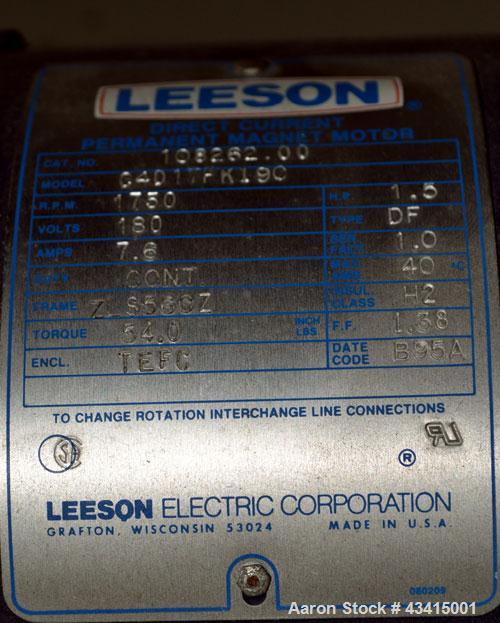 LEESON ®
DIRECT CURRENT
PERMANENT MAGNET MOTOR
CAT. NO. 108262.00
MODEL C4D17FK19C
R.P.M. 1750 H.P. 1.5
VOLTS 180 TYPE DF
AMPS 7.6 SER. FACT. 1.0
DUTY CONT MAX. AMB. 40 °C
FRAME Z S56CZ INSUL. CLASS H2
TORQUE 54.0 INCH LBS. F.F. 1.38
ENCL. TEFC DATE CODE B95A
TO CHANGE ROTATION INTERCHANGE LINE CONNECTIONS
®
LEESON ELECTRIC CORPORATION
GRAFTON, WISCONSIN 53024 MADE IN U.S.A.
080209
Aaron Stock # 43415001